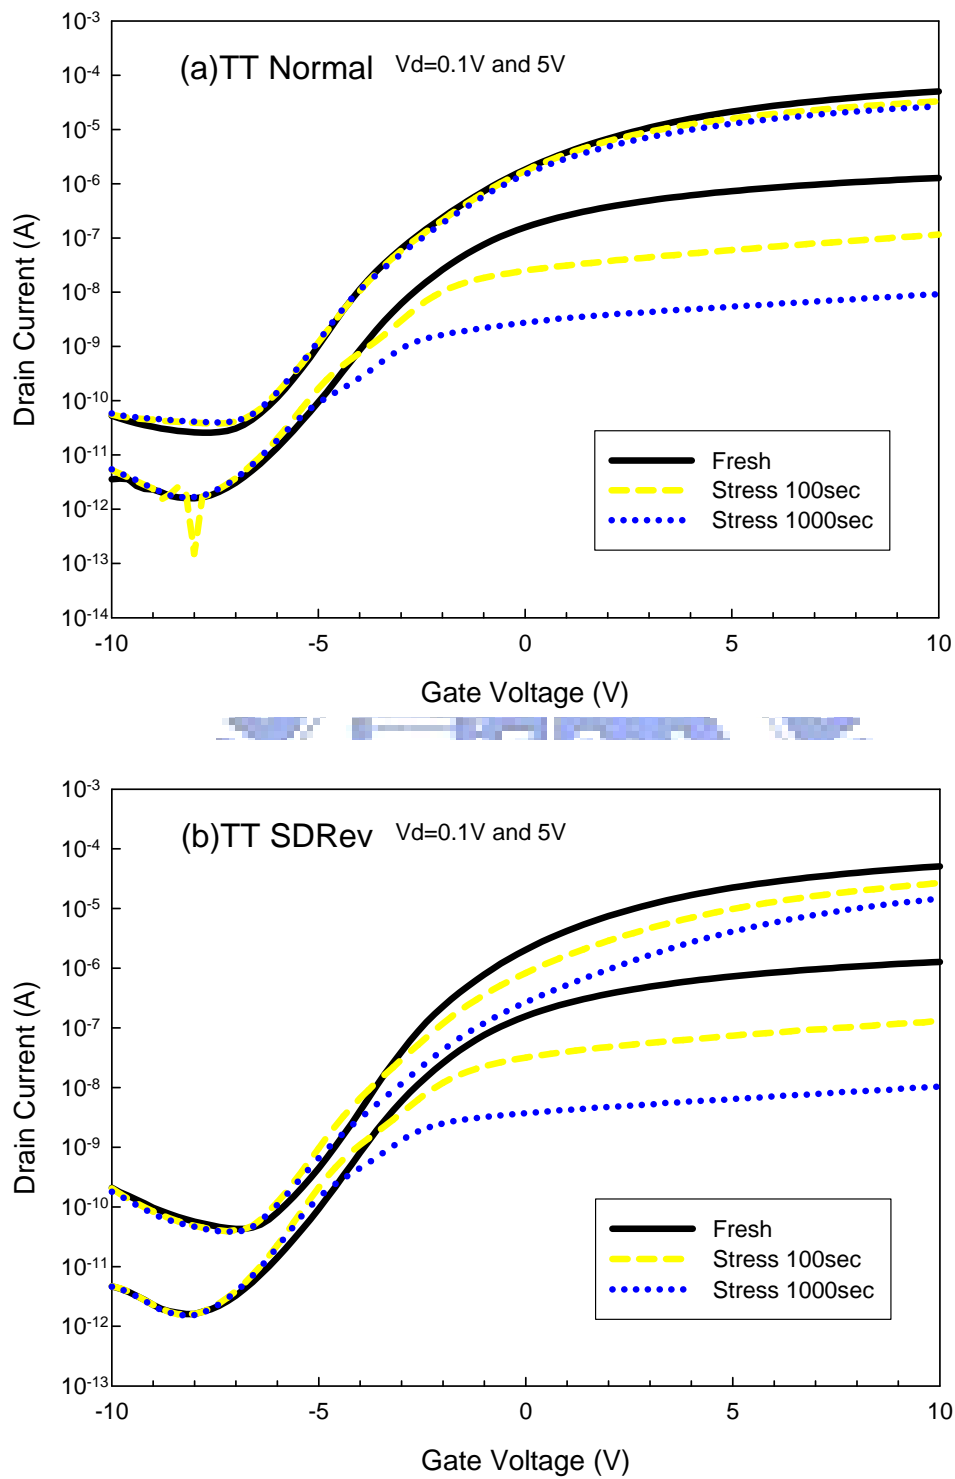 (a)TT Normal Vd=0.1V and 5V
Drain Current (A)
10-3
10-4
10-5
10-6
10-7
10-8
10-9
10-10
10-11
10-12
10-13
10-14
Fresh
Stress 100sec
Stress 1000sec
-10 -5 0 5 10
Gate Voltage (V)
(b)TT SDRev Vd=0.1V and 5V
Drain Current (A)
10-3
10-4
10-5
10-6
10-7
10-8
10-9
10-10
10-11
10-12
10-13
Fresh
Stress 100sec
Stress 1000sec
-10 -5 0 5 10
Gate Voltage (V)